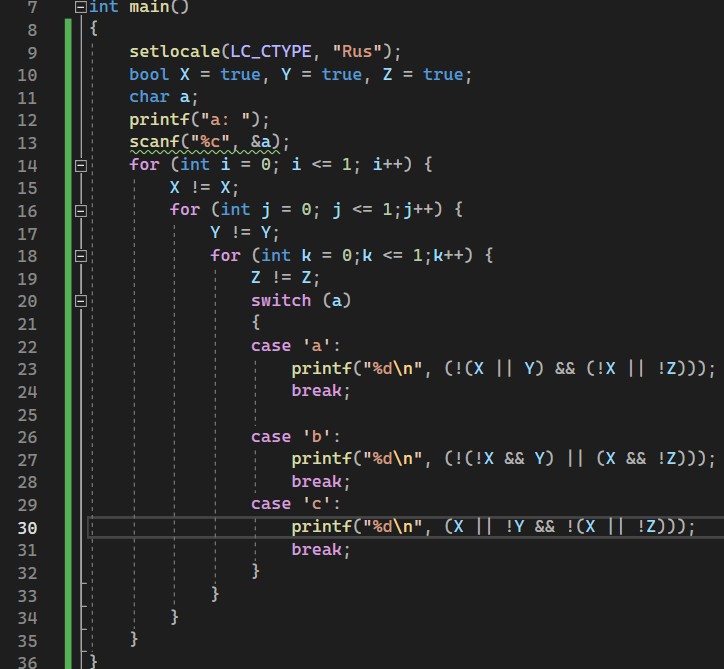 7 int main()
8 {
9 setlocale(LC_CTYPE, "Rus");
10 bool X = true, Y = true, Z = true;
11 char a;
12 printf("a: ");
13 scanf("%c", &a);
14 for (int i = 0; i <= 1; i++) {
15 X != X;
16 for (int j = 0; j <= 1;j++) {
17 Y != Y;
18 for (int k = 0;k <= 1;k++) {
19 Z != Z;
20 switch (a)
21 {
22 case 'a':
23 printf("%d\n", (!(X || Y) && (!X || !Z)));
24 break;
25
26 case 'b':
27 printf("%d\n", (!(!X && Y) || (X && !Z)));
28 break;
29 case 'c':
30 printf("%d\n", (X || !Y && !(X || !Z)));
31 break;
32 }
33 }
34 }
35 }
36 }